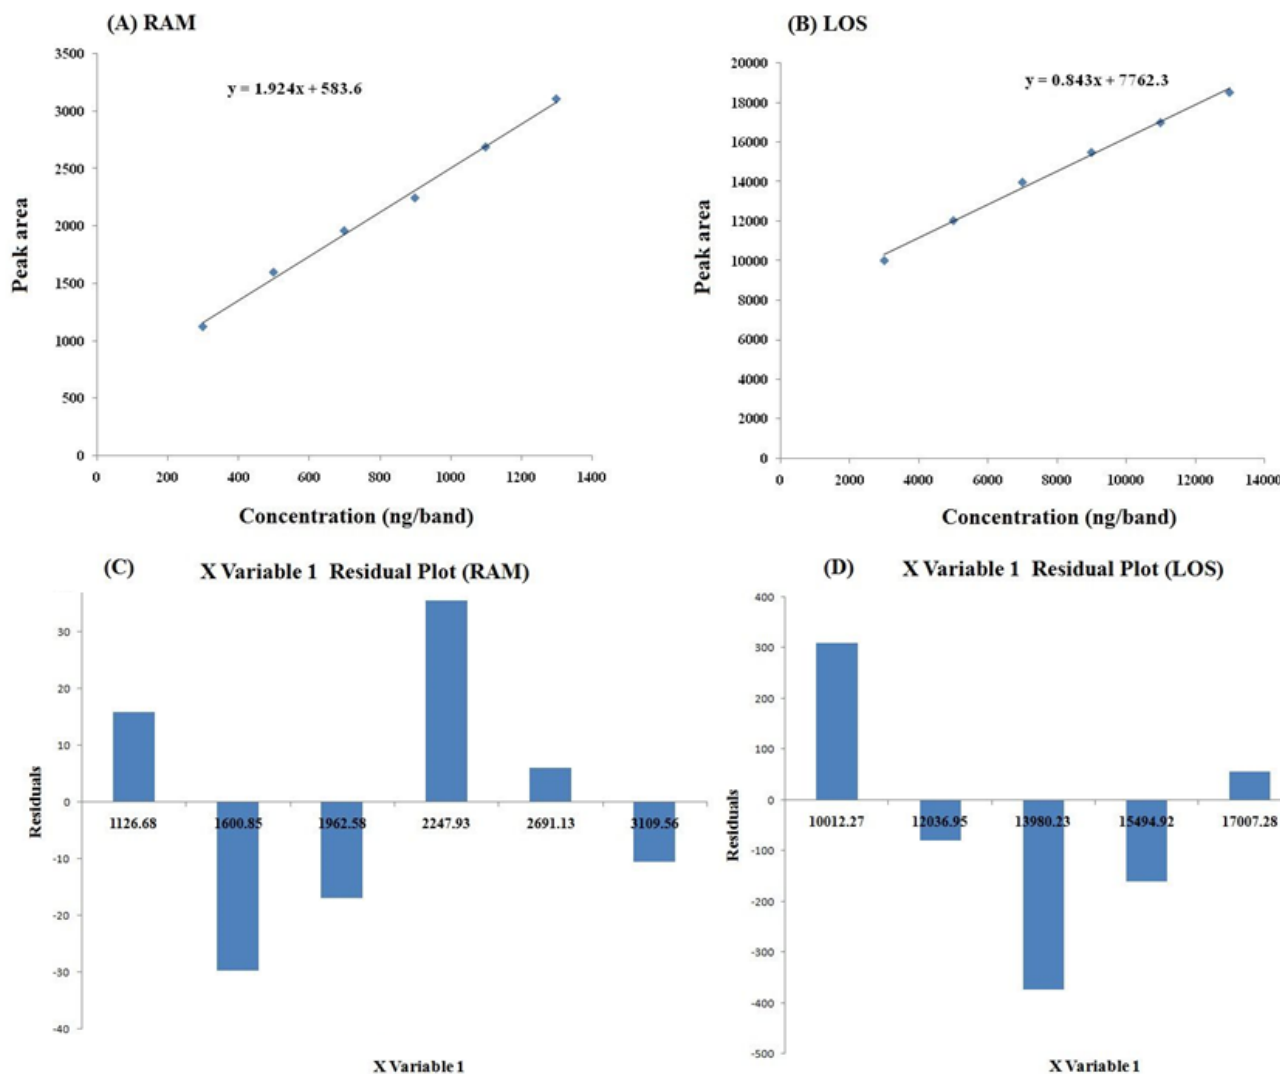 (A) RAM
y = 1.924x + 583.6
3500
3000
2500
2000
1500
1000
500
0
Peak area
0 200 400 600 800 1000 1200 1400
Concentration (ng/band)
(B) LOS
y = 0.843x + 7762.3
20000
18000
16000
14000
12000
10000
8000
6000
4000
2000
0
Peak area
0 2000 4000 6000 8000 10000 12000 14000
Concentration (ng/band)
(C) X Variable 1 Residual Plot (RAM)
30
20
10
0
-10
-20
-30
-40
Residuals
1126.68 1600.85 1962.58 2247.93 2691.13 3109.56
X Variable 1
(D) X Variable 1 Residual Plot (LOS)
400
300
200
100
0
-100
-200
-300
-400
-500
Residuals
10012.27 12036.95 13980.23 15494.92 17007.28
X Variable 1